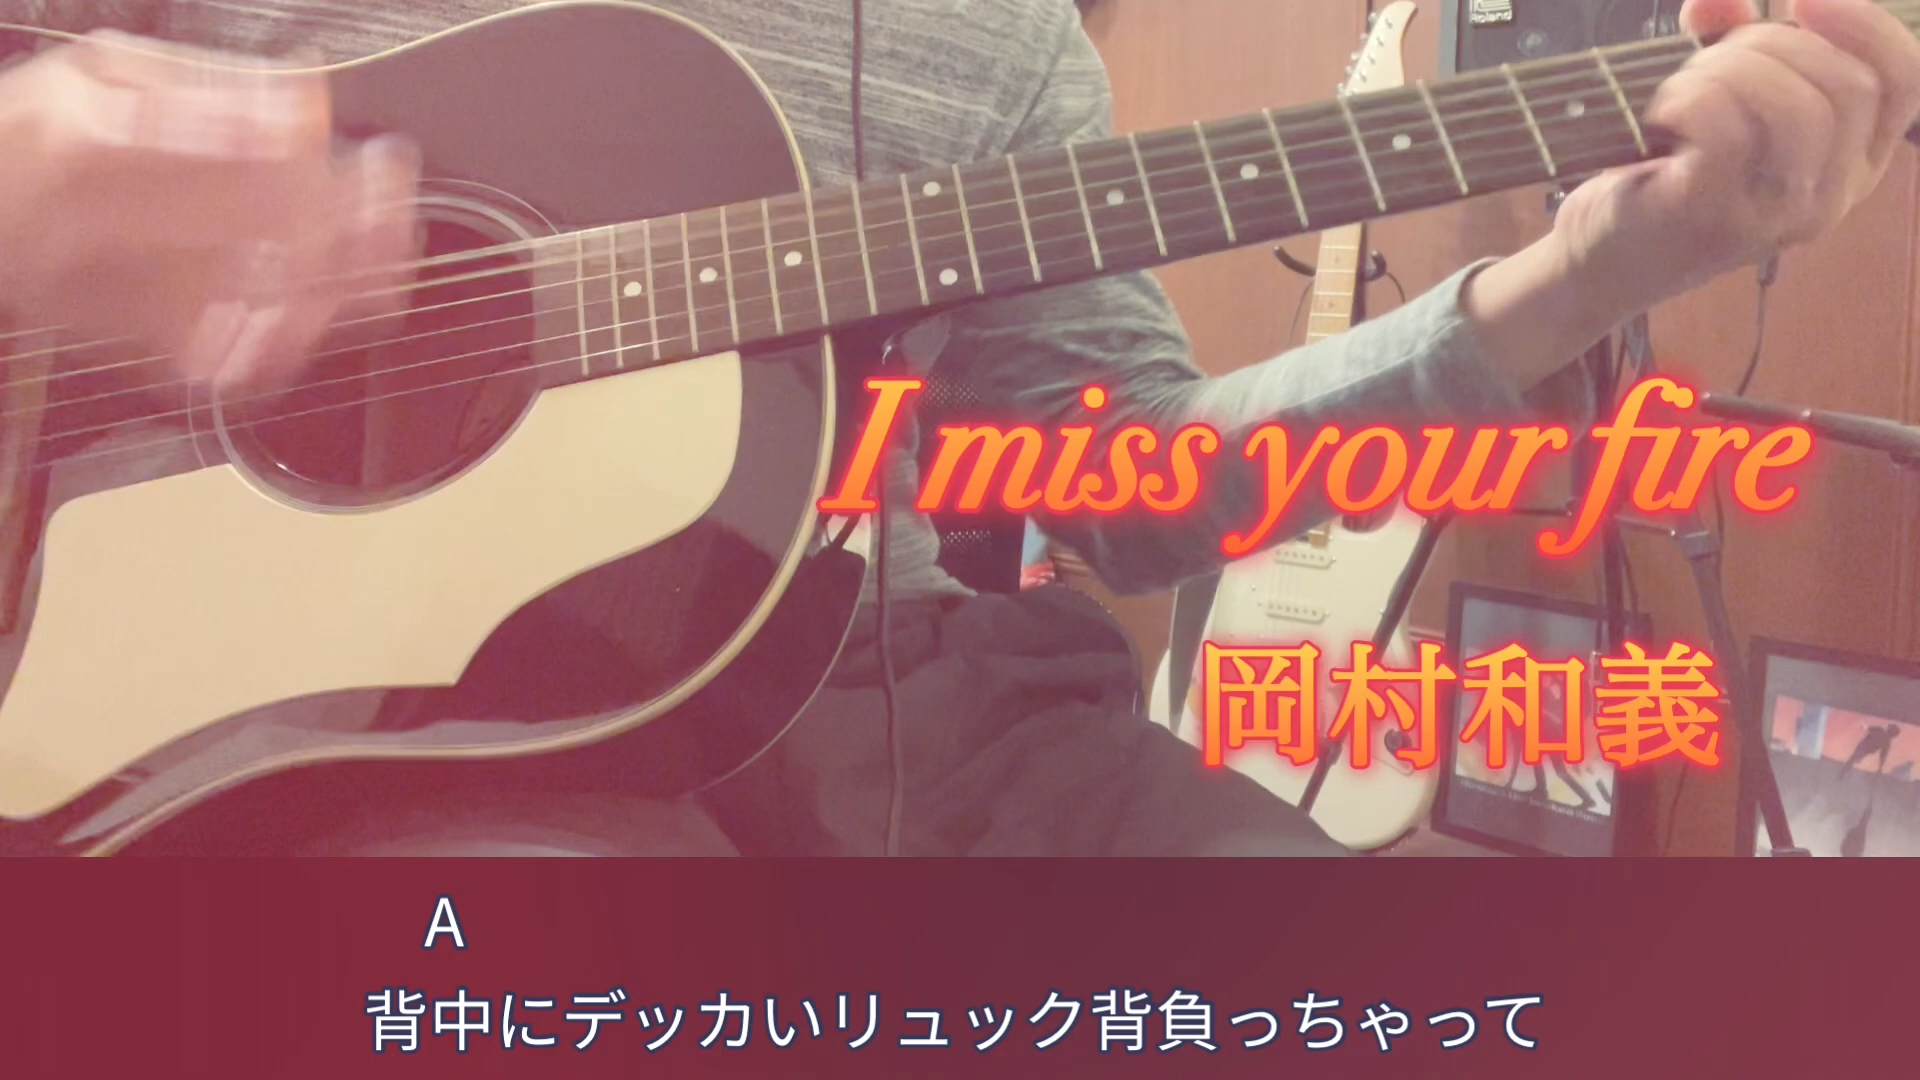 Roland
I miss your fire
岡村和義
A
背中にデッカいリュック背負っちゃって